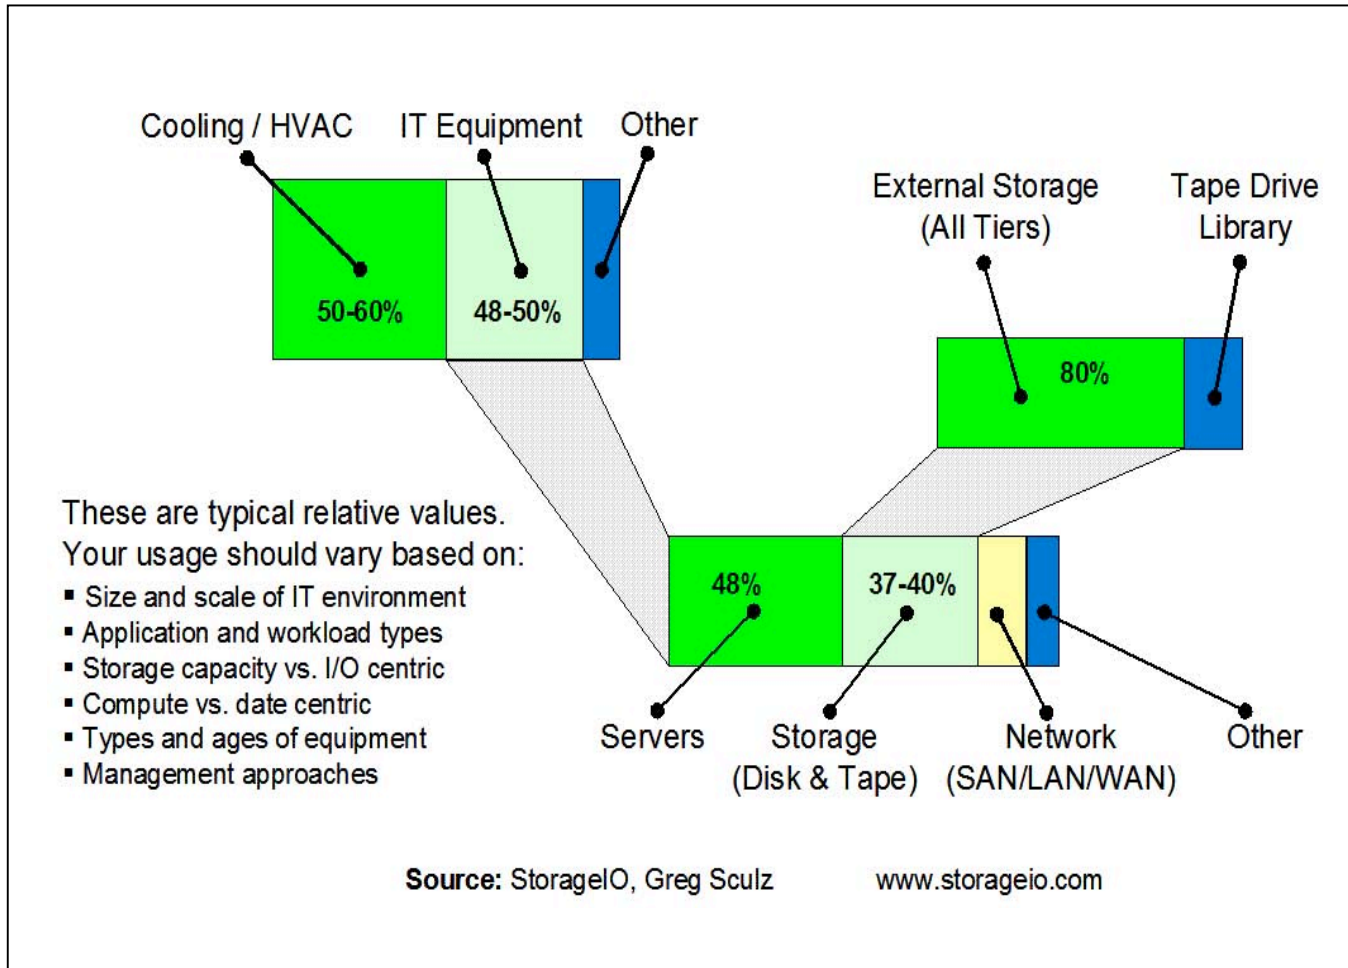 Cooling / HVAC IT Equipment Other
50-60% 48-50%
External Storage
(All Tiers)
Tape Drive
Library
80%
These are typical relative values.
Your usage should vary based on:
▪ Size and scale of IT environment
▪ Application and workload types
▪ Storage capacity vs. I/O centric
▪ Compute vs. date centric
▪ Types and ages of equipment
▪ Management approaches
48% 37-40%
Servers
Storage
(Disk & Tape)
Network
(SAN/LAN/WAN)
Other
Source: StorageIO, Greg Sculz www.storageio.com